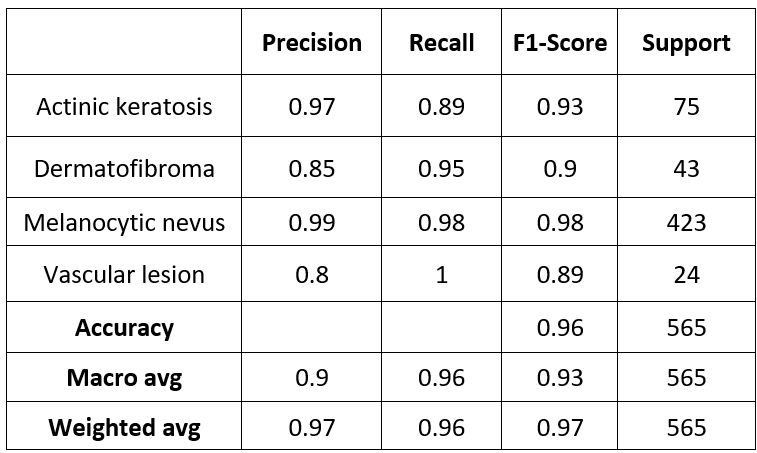 Precision Recall F1-Score Support
Actinic keratosis 0.97 0.89 0.93 75
Dermatofibroma 0.85 0.95 0.9 43
Melanocytic nevus 0.99 0.98 0.98 423
Vascular lesion 0.8 1 0.89 24
Accuracy 0.96 565
Macro avg 0.9 0.96 0.93 565
Weighted avg 0.97 0.96 0.97 565